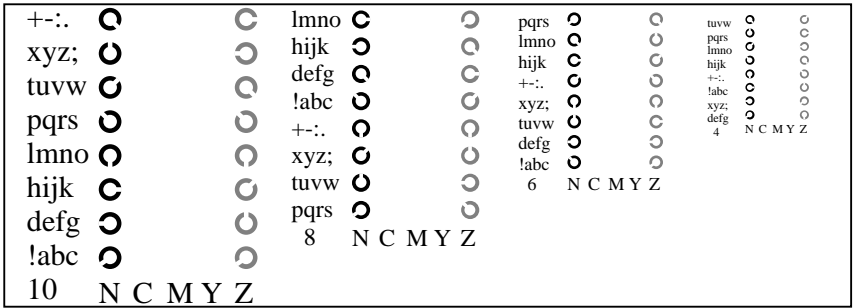 +-:.
xyz;
tuvw
pqrs
lmno
hijk
defg
!abc
10 N C M Y Z
lmno
hijk
defg
!abc
+-:.
xyz;
tuvw
pqrs
8 N C M Y Z
pqrs
lmno
hijk
+-:.
xyz;
tuvw
defg
!abc
6 N C M Y Z
tuvw
pqrs
lmno
hijk
+-:.
!abc
xyz;
defg
4 N C M Y Z